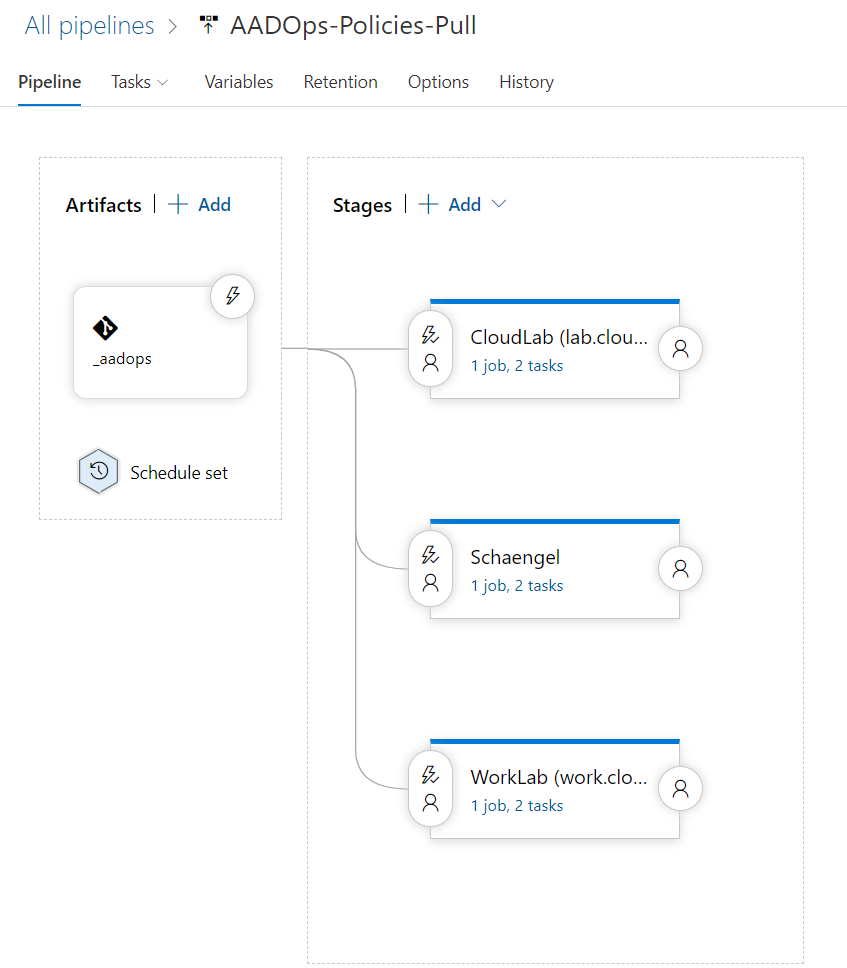 All pipelines > AADOps-Policies-Pull
Pipeline Tasks Variables Retention Options History
Artifacts | + Add
Stages | + Add
_aadops
Schedule set
CloudLab (lab.clou...
1 job, 2 tasks
Schaengel
1 job, 2 tasks
WorkLab (work.clo...
1 job, 2 tasks